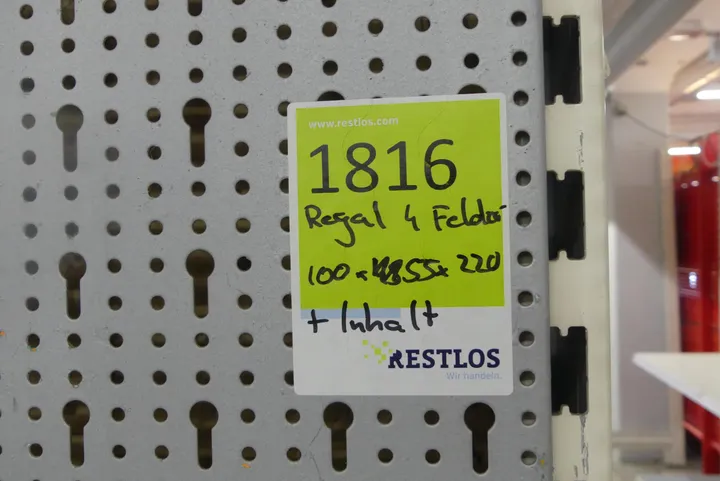 www.restlos.com
1816
Regal 4 Felder
100 x 55 x 220
+ Inhalt
RESTLOS
Wir handeln.